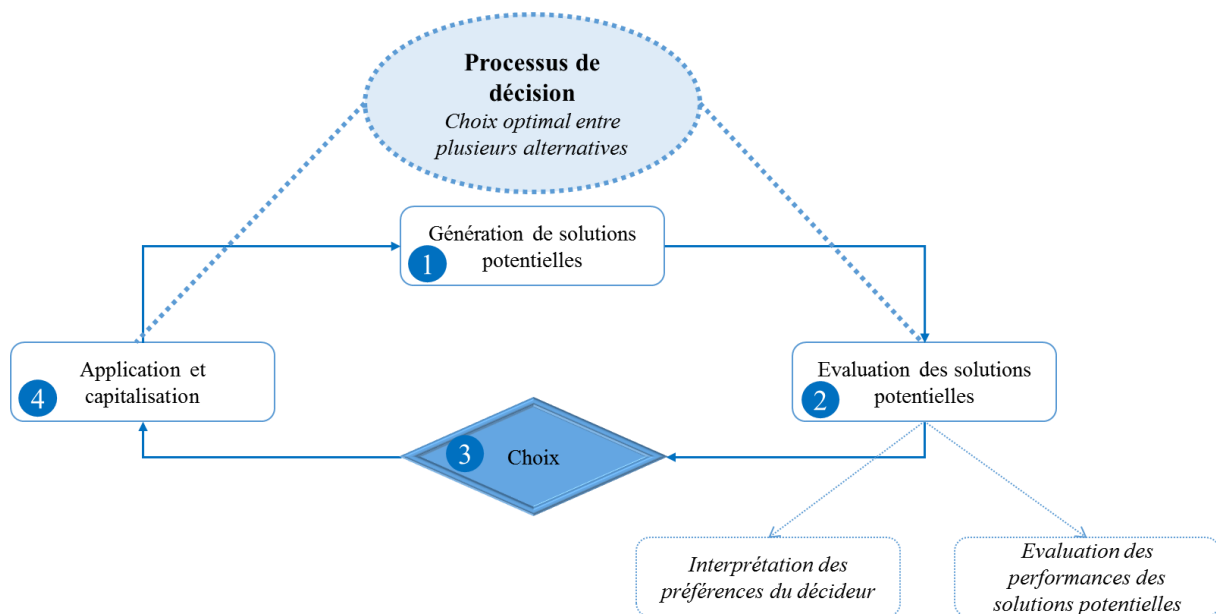 Processus de
décision
Choix optimal entre
plusieurs alternatives
Génération de solutions
potentielles
1
Application et
capitalisation
4
Evaluation des solutions
potentielles
2
3
Choix
Interprétation des
préférences du décideur
Evaluation des
performances des
solutions potentielles